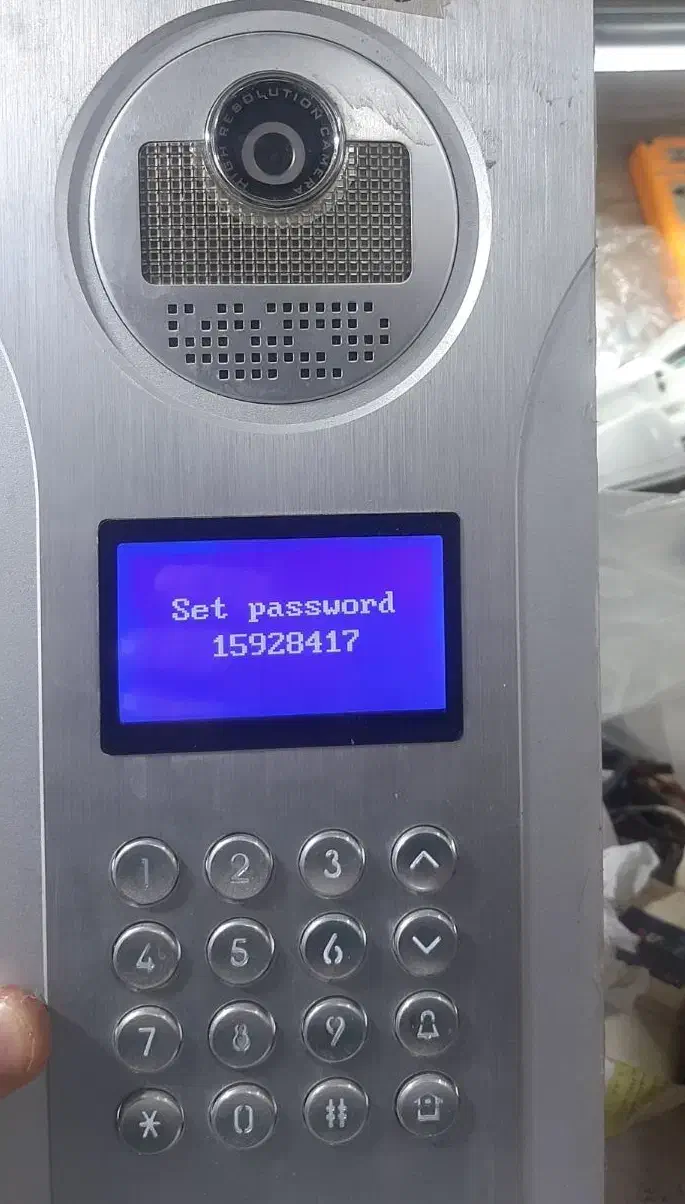 HIGH RESOLUTION CAMERA
Set password
15928417
1 2 3
4 5 6
7 8 9
* 0 #